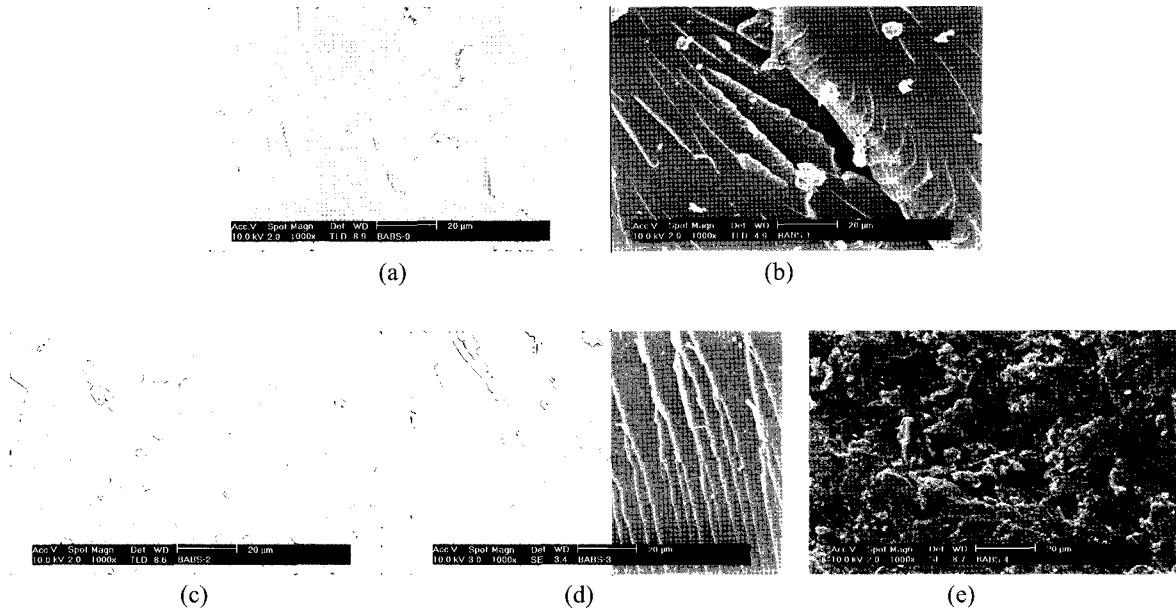 Acc.V Spot Magn Det WD 20 µm
10.0 kV 2.0 1000x TLD 8.9 BABS-0
(a)
Acc.V Spot Magn Det WD 20 µm
10.0 kV 2.0 1000x TLD 4.9 BABS-1
(b)
Acc.V Spot Magn Det WD 20 µm
10.0 kV 2.0 1000x TLD 8.6 BABS-2
(c)
Acc.V Spot Magn Det WD 20 µm
10.0 kV 3.0 1000x SE 3.4 BABS-3
(d)
Acc.V Spot Magn Det WD 20 µm
10.0 kV 2.0 1000x 8.7 BABS-4
(e)